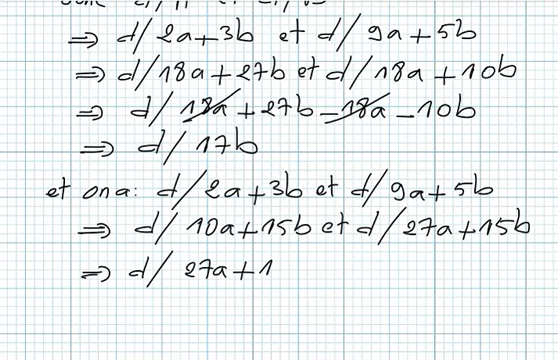 ⇒ d/2a+3b et d/9a+5b
⇒ d/18a+27b et d/18a+10b
⇒ d/18a+27b-18a-10b
⇒ d/17b
et on a: d/2a+3b et d/9a+5b
⇒ d/10a+15b et d/27a+15b
⇒ d/27a+1